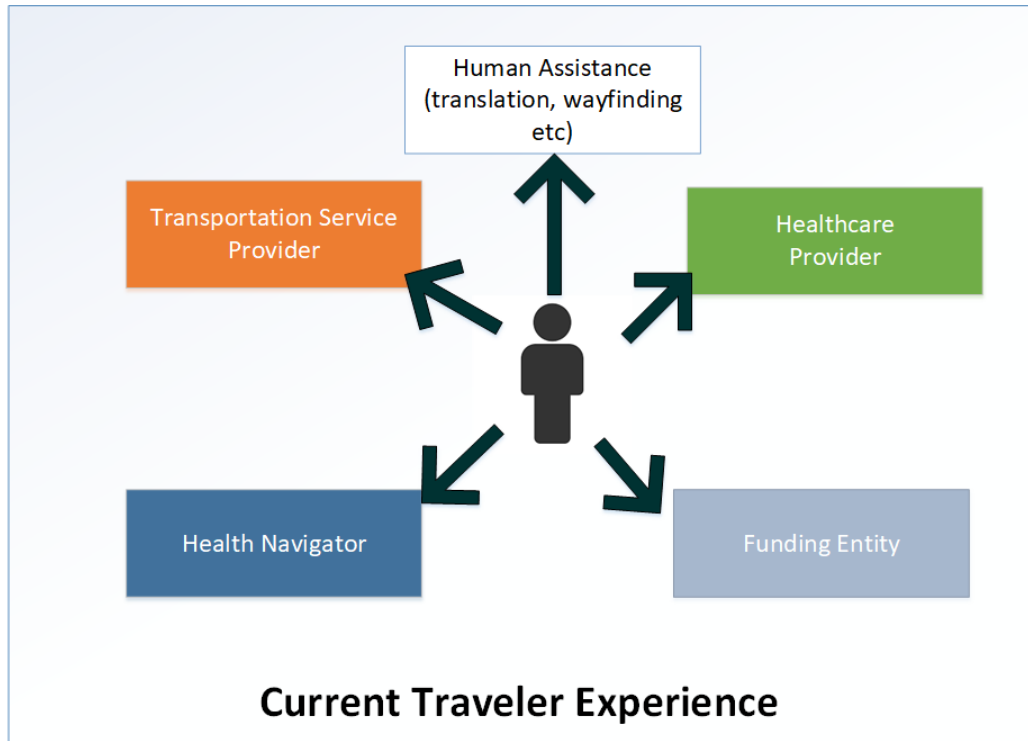 Human Assistance
(translation, wayfinding
etc)
Transportation Service
Provider
Healthcare
Provider
Health Navigator
Funding Entity
Current Traveler Experience